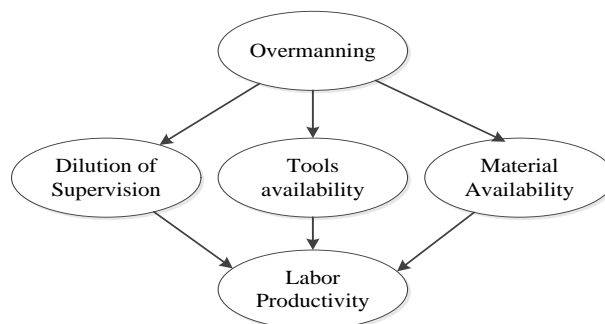 Overmanning
Dilution of
Supervision
Tools
availability
Material
Availability
Labor
Productivity